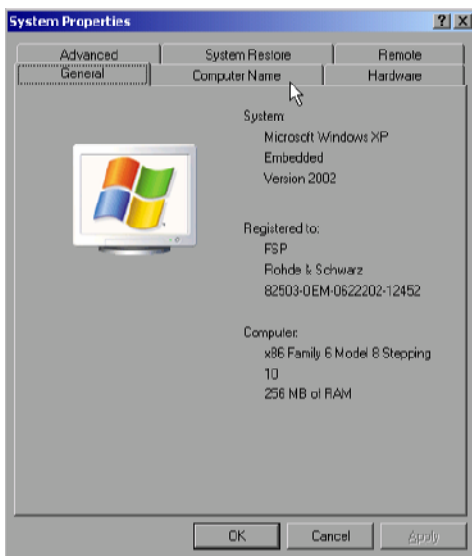 System Properties
Advanced System Restore Remote
General Computer Name Hardware
System:
Microsoft Windows XP
Embedded
Version 2002
Registered to:
FSP
Rohde & Schwarz
82503-OEM-0622202-12452
Computer:
x86 Family 6 Model 8 Stepping
10
256 MB of RAM
OK Cancel Apply